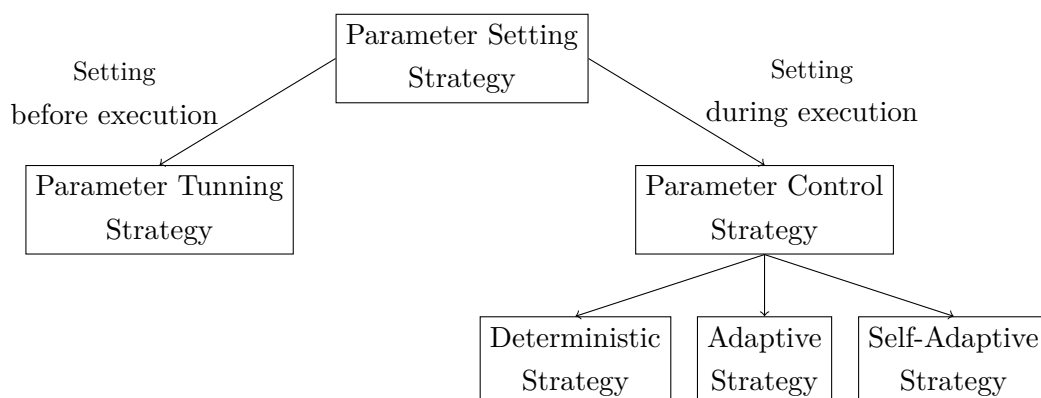 Parameter Setting
Strategy
Setting
before execution
Setting
during execution
Parameter Tunning
Strategy
Parameter Control
Strategy
Deterministic
Strategy
Adaptive
Strategy
Self-Adaptive
Strategy